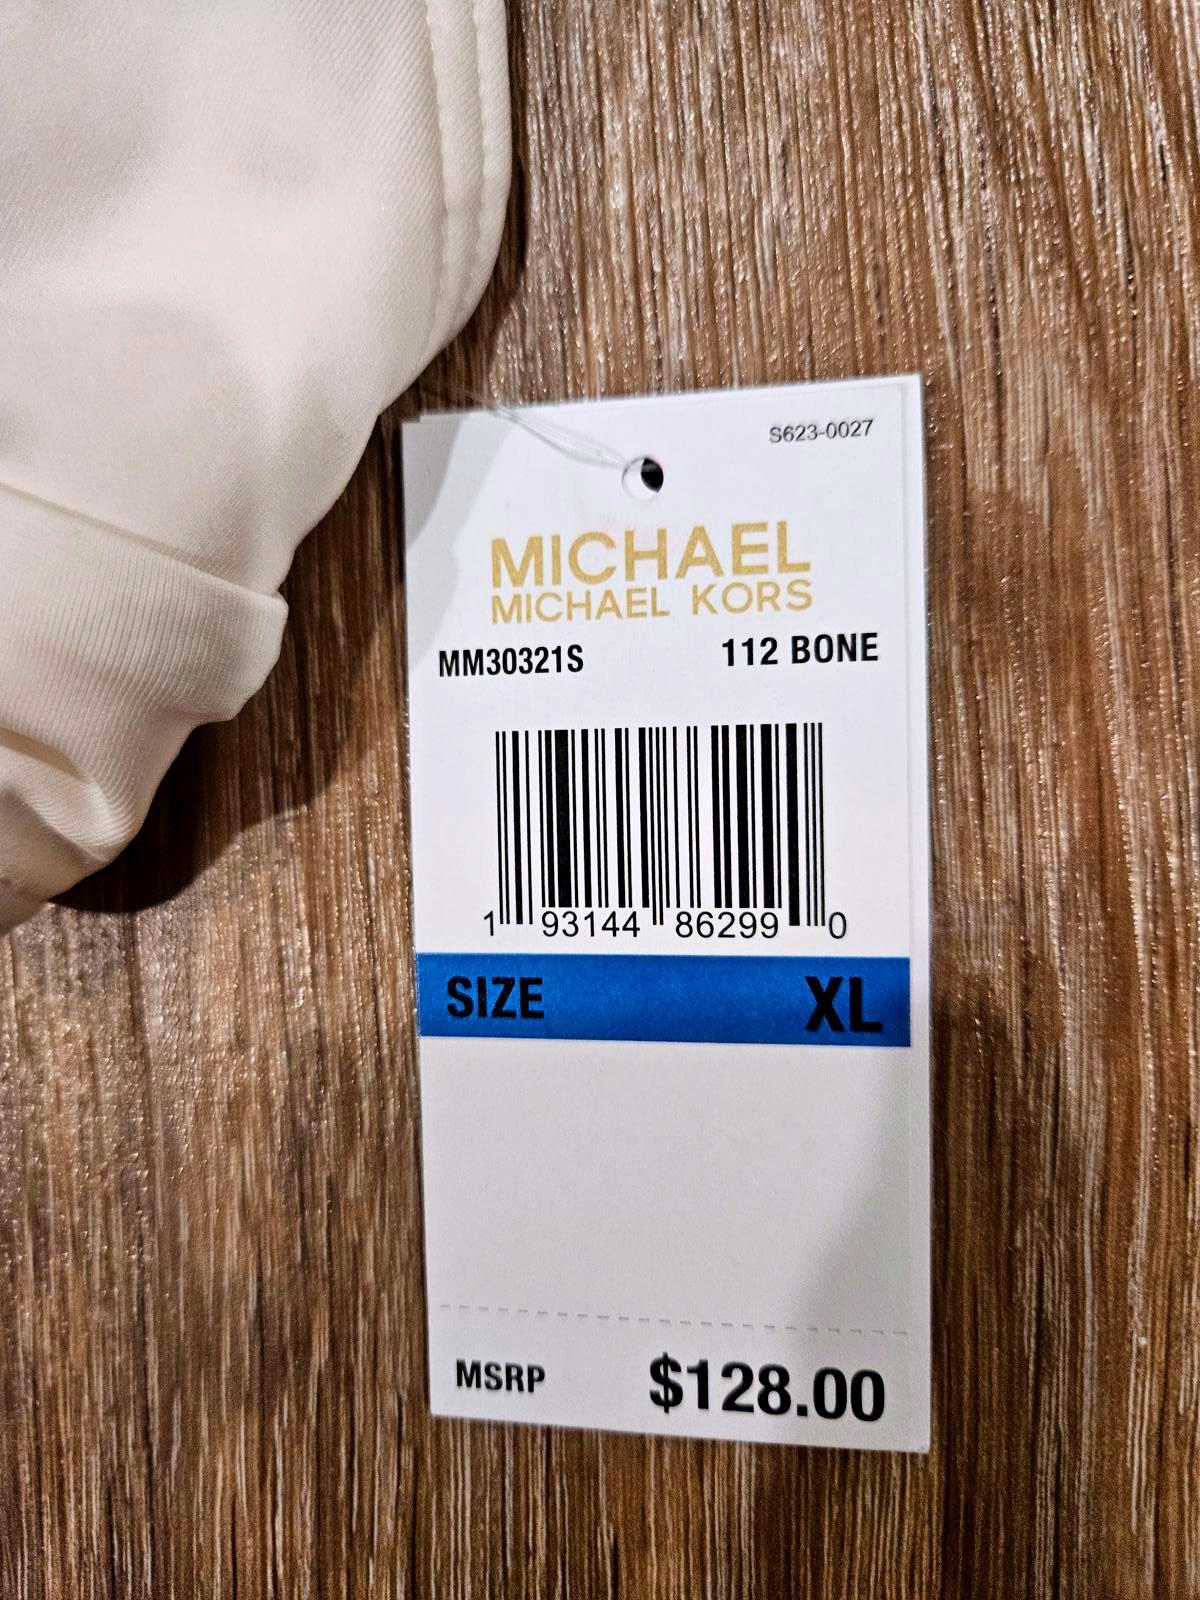 S623-0027
MICHAEL
MICHAEL KORS
MM30321S 112 BONE
1 93144 86299 0
SIZE XL
MSRP $128.00